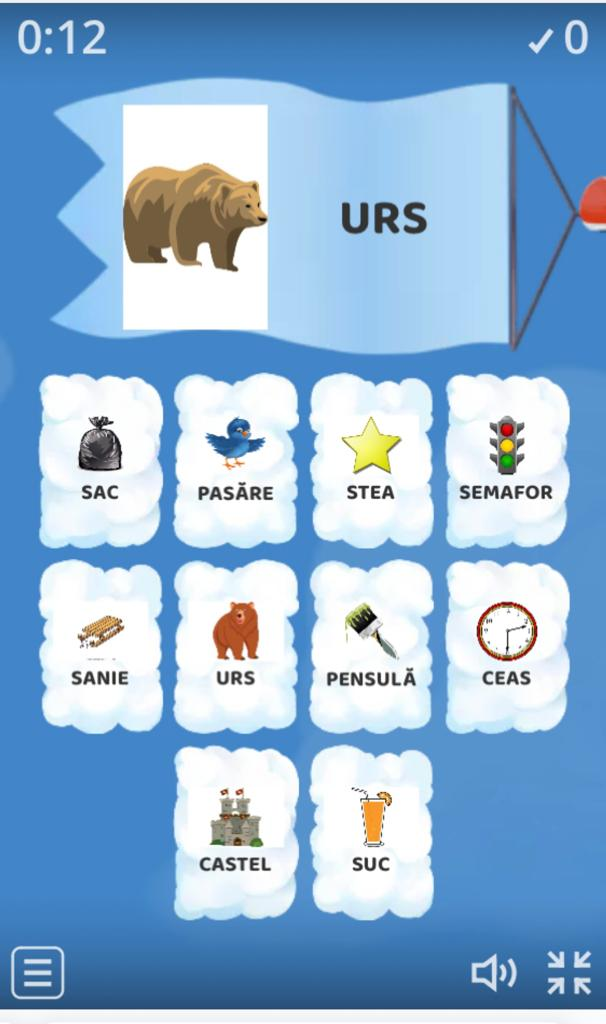 0:12
✓ 0
URS
SAC
PASĂRE
STEA
SEMAFOR
SANIE
URS
PENSULĂ
CEAS
CASTEL
SUC